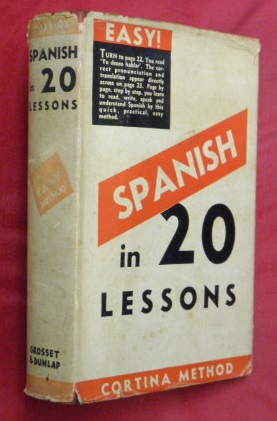 SPANISH
in
20
LESSONS
GROSSET
& DUNLAP
EASY!
TURN to page 22. You read
'Yo deseo hablar'. The cor-
rect pronunciation and
translation appear directly
across on page 23. Page by
page, step by step, you learn
to read, write, speak and
understand Spanish by this
quick, practical, easy
method.
SPANISH
in 20
LESSONS
CORTINA METHOD